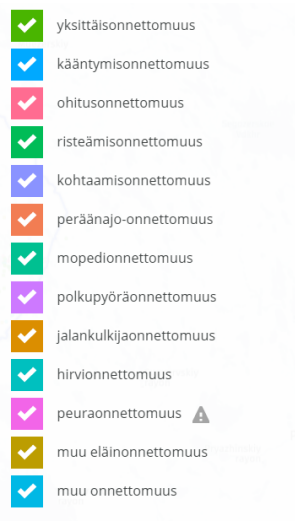 yksittäisonnettomuus
kääntymisonnettomuus
ohitusonnettomuus
risteämisonnettomuus
kohtaamisonnettomuus
peräänajo-onnettomuus
mopedionnettomuus
polkupyöräonnettomuus
jalankulkijaonnettomuus
hirvionnettomuus
peuraonnettomuus
muu eläinonnettomuus
muu onnettomuus